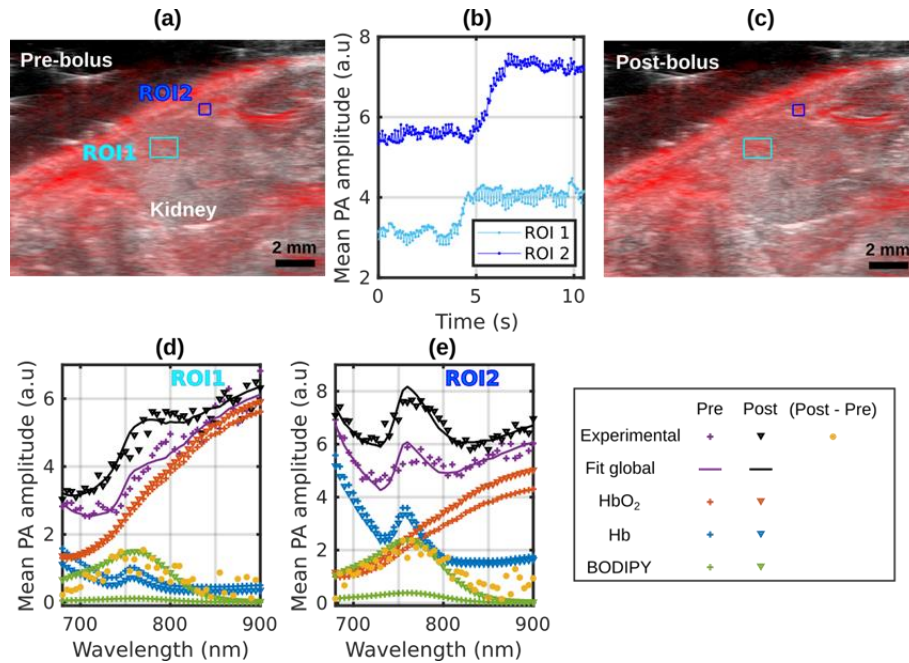 (a)
Pre-bolus
ROI2
ROI1
Kidney
2 mm
(b)
Mean PA amplitude (a.u)
8
6
4
2
0
5
10
Time (s)
ROI 1
ROI 2
(c)
Post-bolus
2 mm
(d)
ROI1
Mean PA amplitude (a.u)
6
4
2
0
700
800
900
Wavelength (nm)
(e)
ROI2
Mean PA amplitude (a.u)
8
6
4
2
0
700
800
900
Wavelength (nm)
Pre Post (Post - Pre)
Experimental
Fit global
HbO₂
Hb
BODIPY